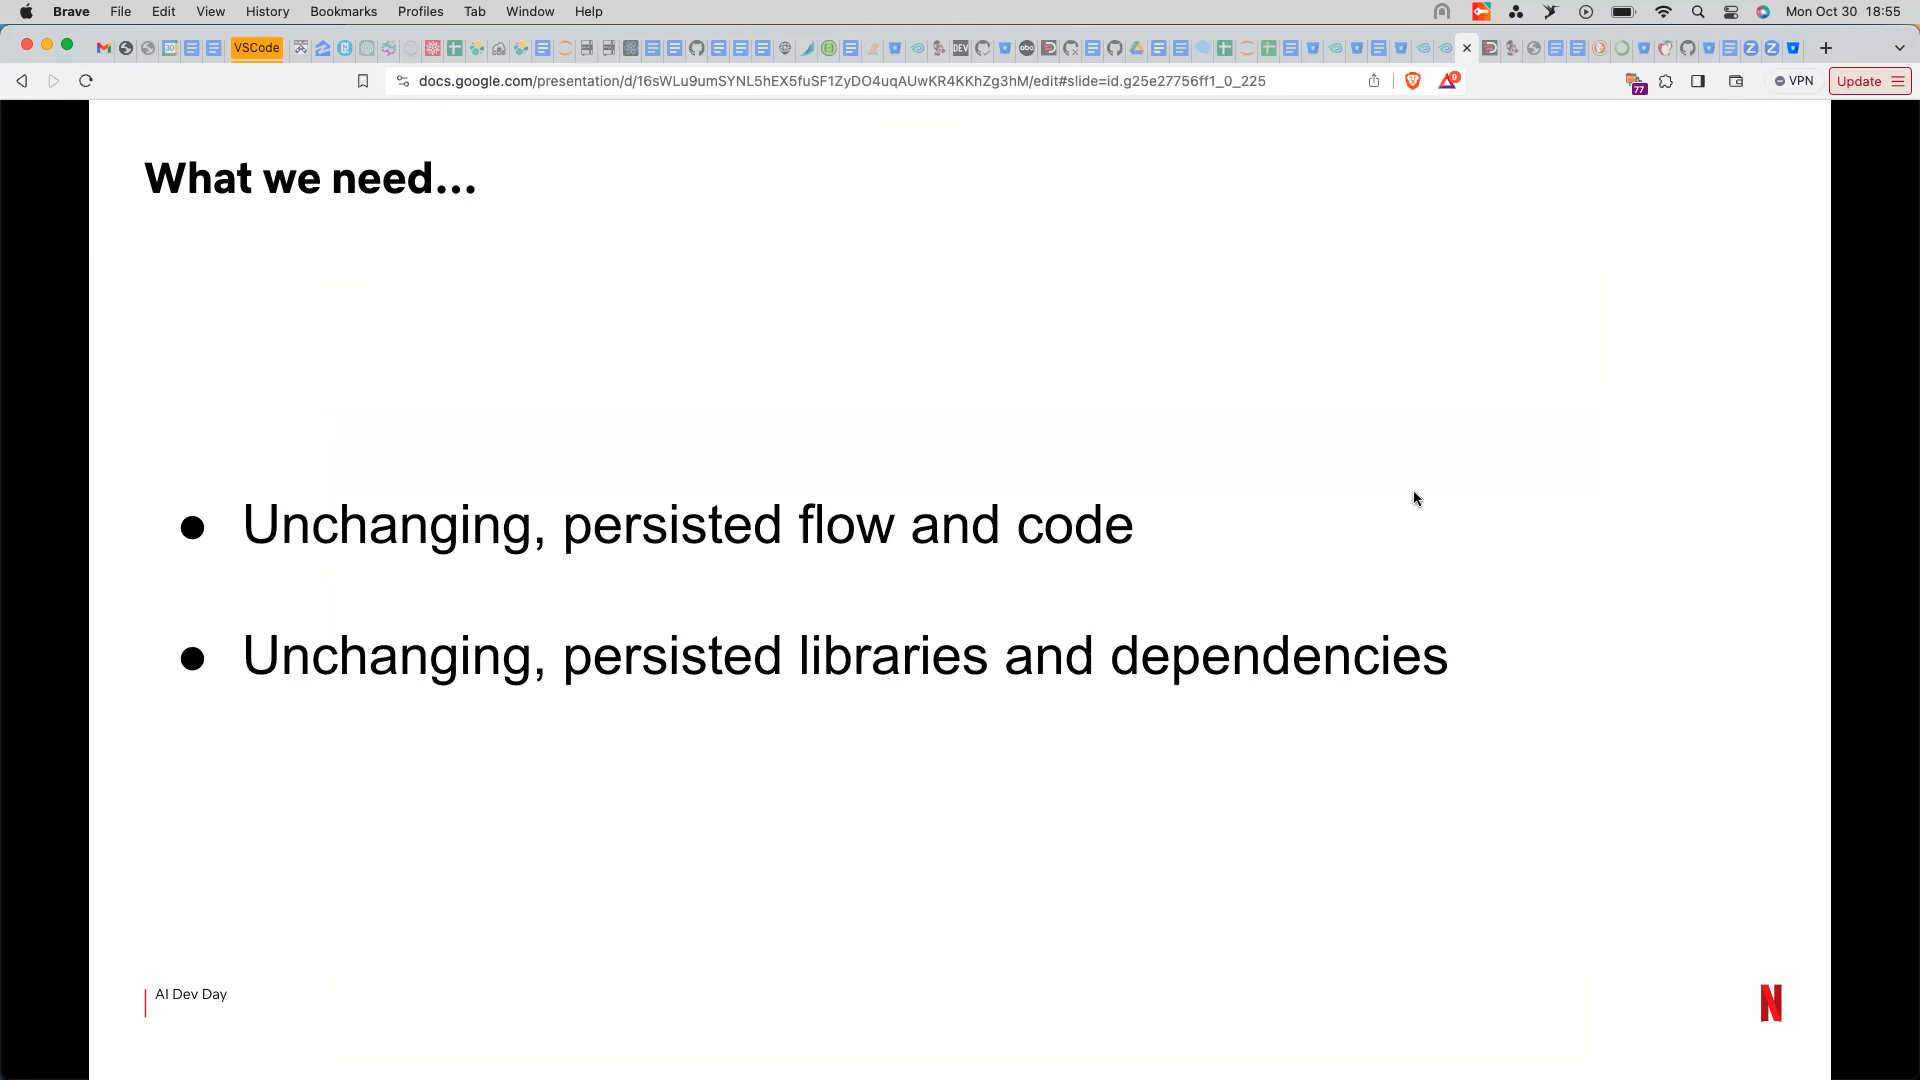 Brave File Edit View History Bookmarks Profiles Tab Window Help Mon Oct 30 18:55
VSCode
docs.google.com/presentation/d/16sWLu9umSYNL5hEX5fuSF1ZyDO4uqAUwKR4KKhZg3hM/edit#slide=id.g25e27756ff1_0_225 9 77 VPN Update
What we need...
● Unchanging, persisted flow and code
● Unchanging, persisted libraries and dependencies
AI Dev Day
N